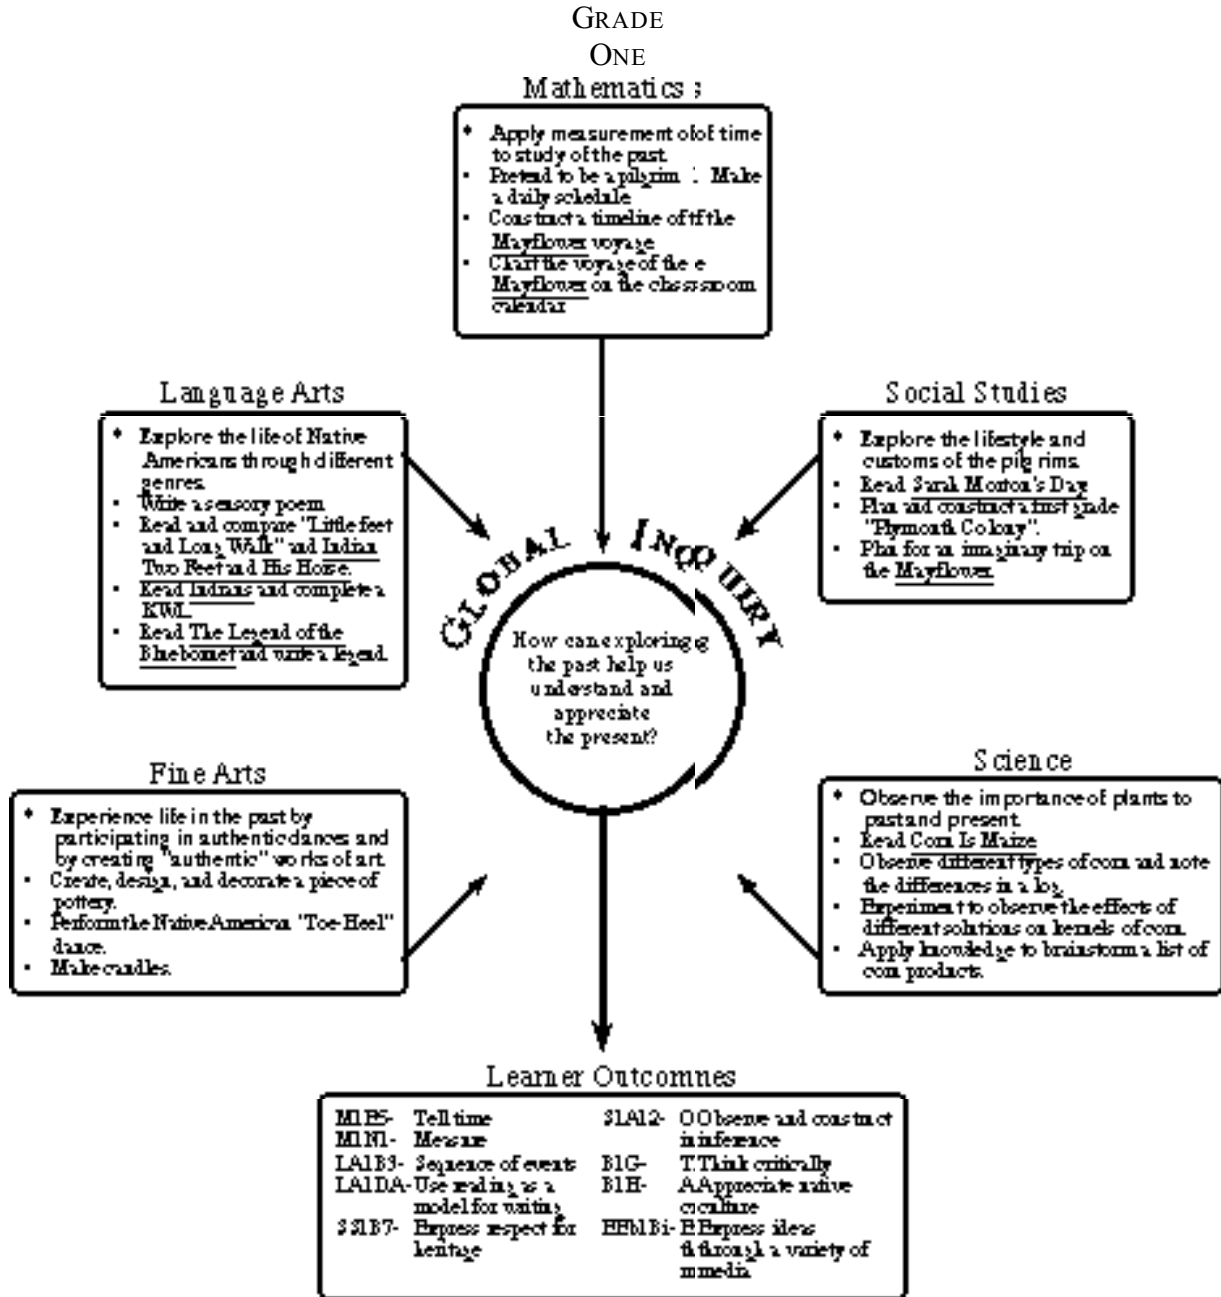 GRADE
ONE
Mathematics s
• Apply measurement of of time
to study of the past.
• Pretend to be a pilgrim . Make
a daily schedule
• Construct a timeline of f the
Mayflower voyage
• Chart the voyage of the e
Mayflower on the classsroom
calendar
Language Arts
• Explore the life of Native
Americans through different
genres.
• Write a sensory poem
• Read and compare "Little feet
and Long Walk" and Indian
Two Feet and His Horse.
• Read Indians and complete a
KWL
• Read The Legend of the
Bluebonnet and write a legend.
Social Studies
• Explore the lifestyle and
customs of the pilgrims.
• Read Sarah Morton's Day
• Plan and construct a first grade
"Plymouth Colony".
• Plan for an imaginary trip on
the Mayflower.
GLOBAL INQQUIRY
How can exploring g
the past help us
understand and
appreciate
the present?
Fine Arts
• Experience life in the past by
participating in authentic dances and
by creating "authentic" works of art.
• Create, design, and decorate a piece of
pottery.
• Perform the Native American "Toe-Heel"
dance.
• Make candles.
Science
• Observe the importance of plants to
past and present.
• Read Corn Is Maize
• Observe different types of corn and note
the differences in a log.
• Experiment to observe the effects of
different solutions on kernels of corn
• Apply knowledge to brainstorm a list of
corn products.
Learner Outcomnes
Tell time
Measure
LA1B3- Sequence of events
LA1DA- Use reading as a
model for writing
SS1B7- Express respect for
heritage
S1A12- O Observe and construct
in inference
B1G- T Think critically
B1H- A Appreciate native
c culture
E Express ideas
th through a variety of
m media